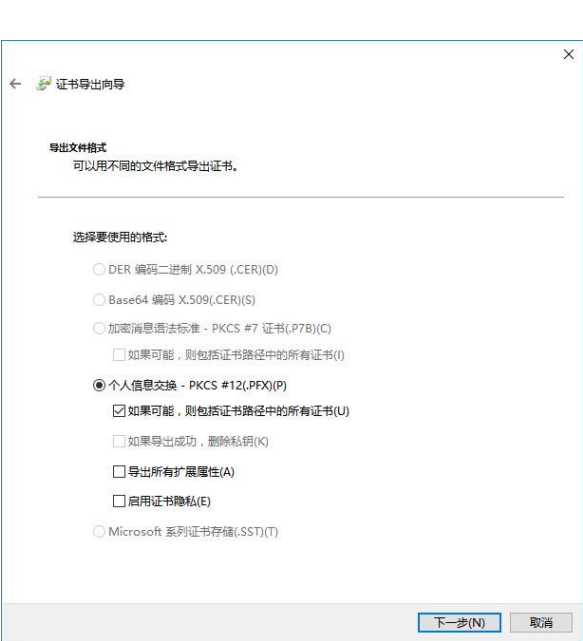 证书导出向导
导出文件格式
可以用不同的文件格式导出证书。
选择要使用的格式:
DER 编码二进制 X.509 (.CER)(D)
Base64 编码 X.509(.CER)(S)
加密消息语法标准 - PKCS #7 证书(.P7B)(C)
如果可能，则包括证书路径中的所有证书(I)
个人信息交换 - PKCS #12(.PFX)(P)
如果可能，则包括证书路径中的所有证书(U)
如果导出成功，删除私钥(K)
导出所有扩展属性(A)
启用证书隐私(E)
Microsoft 系列证书存储(.SST)(T)
下一步(N)
取消